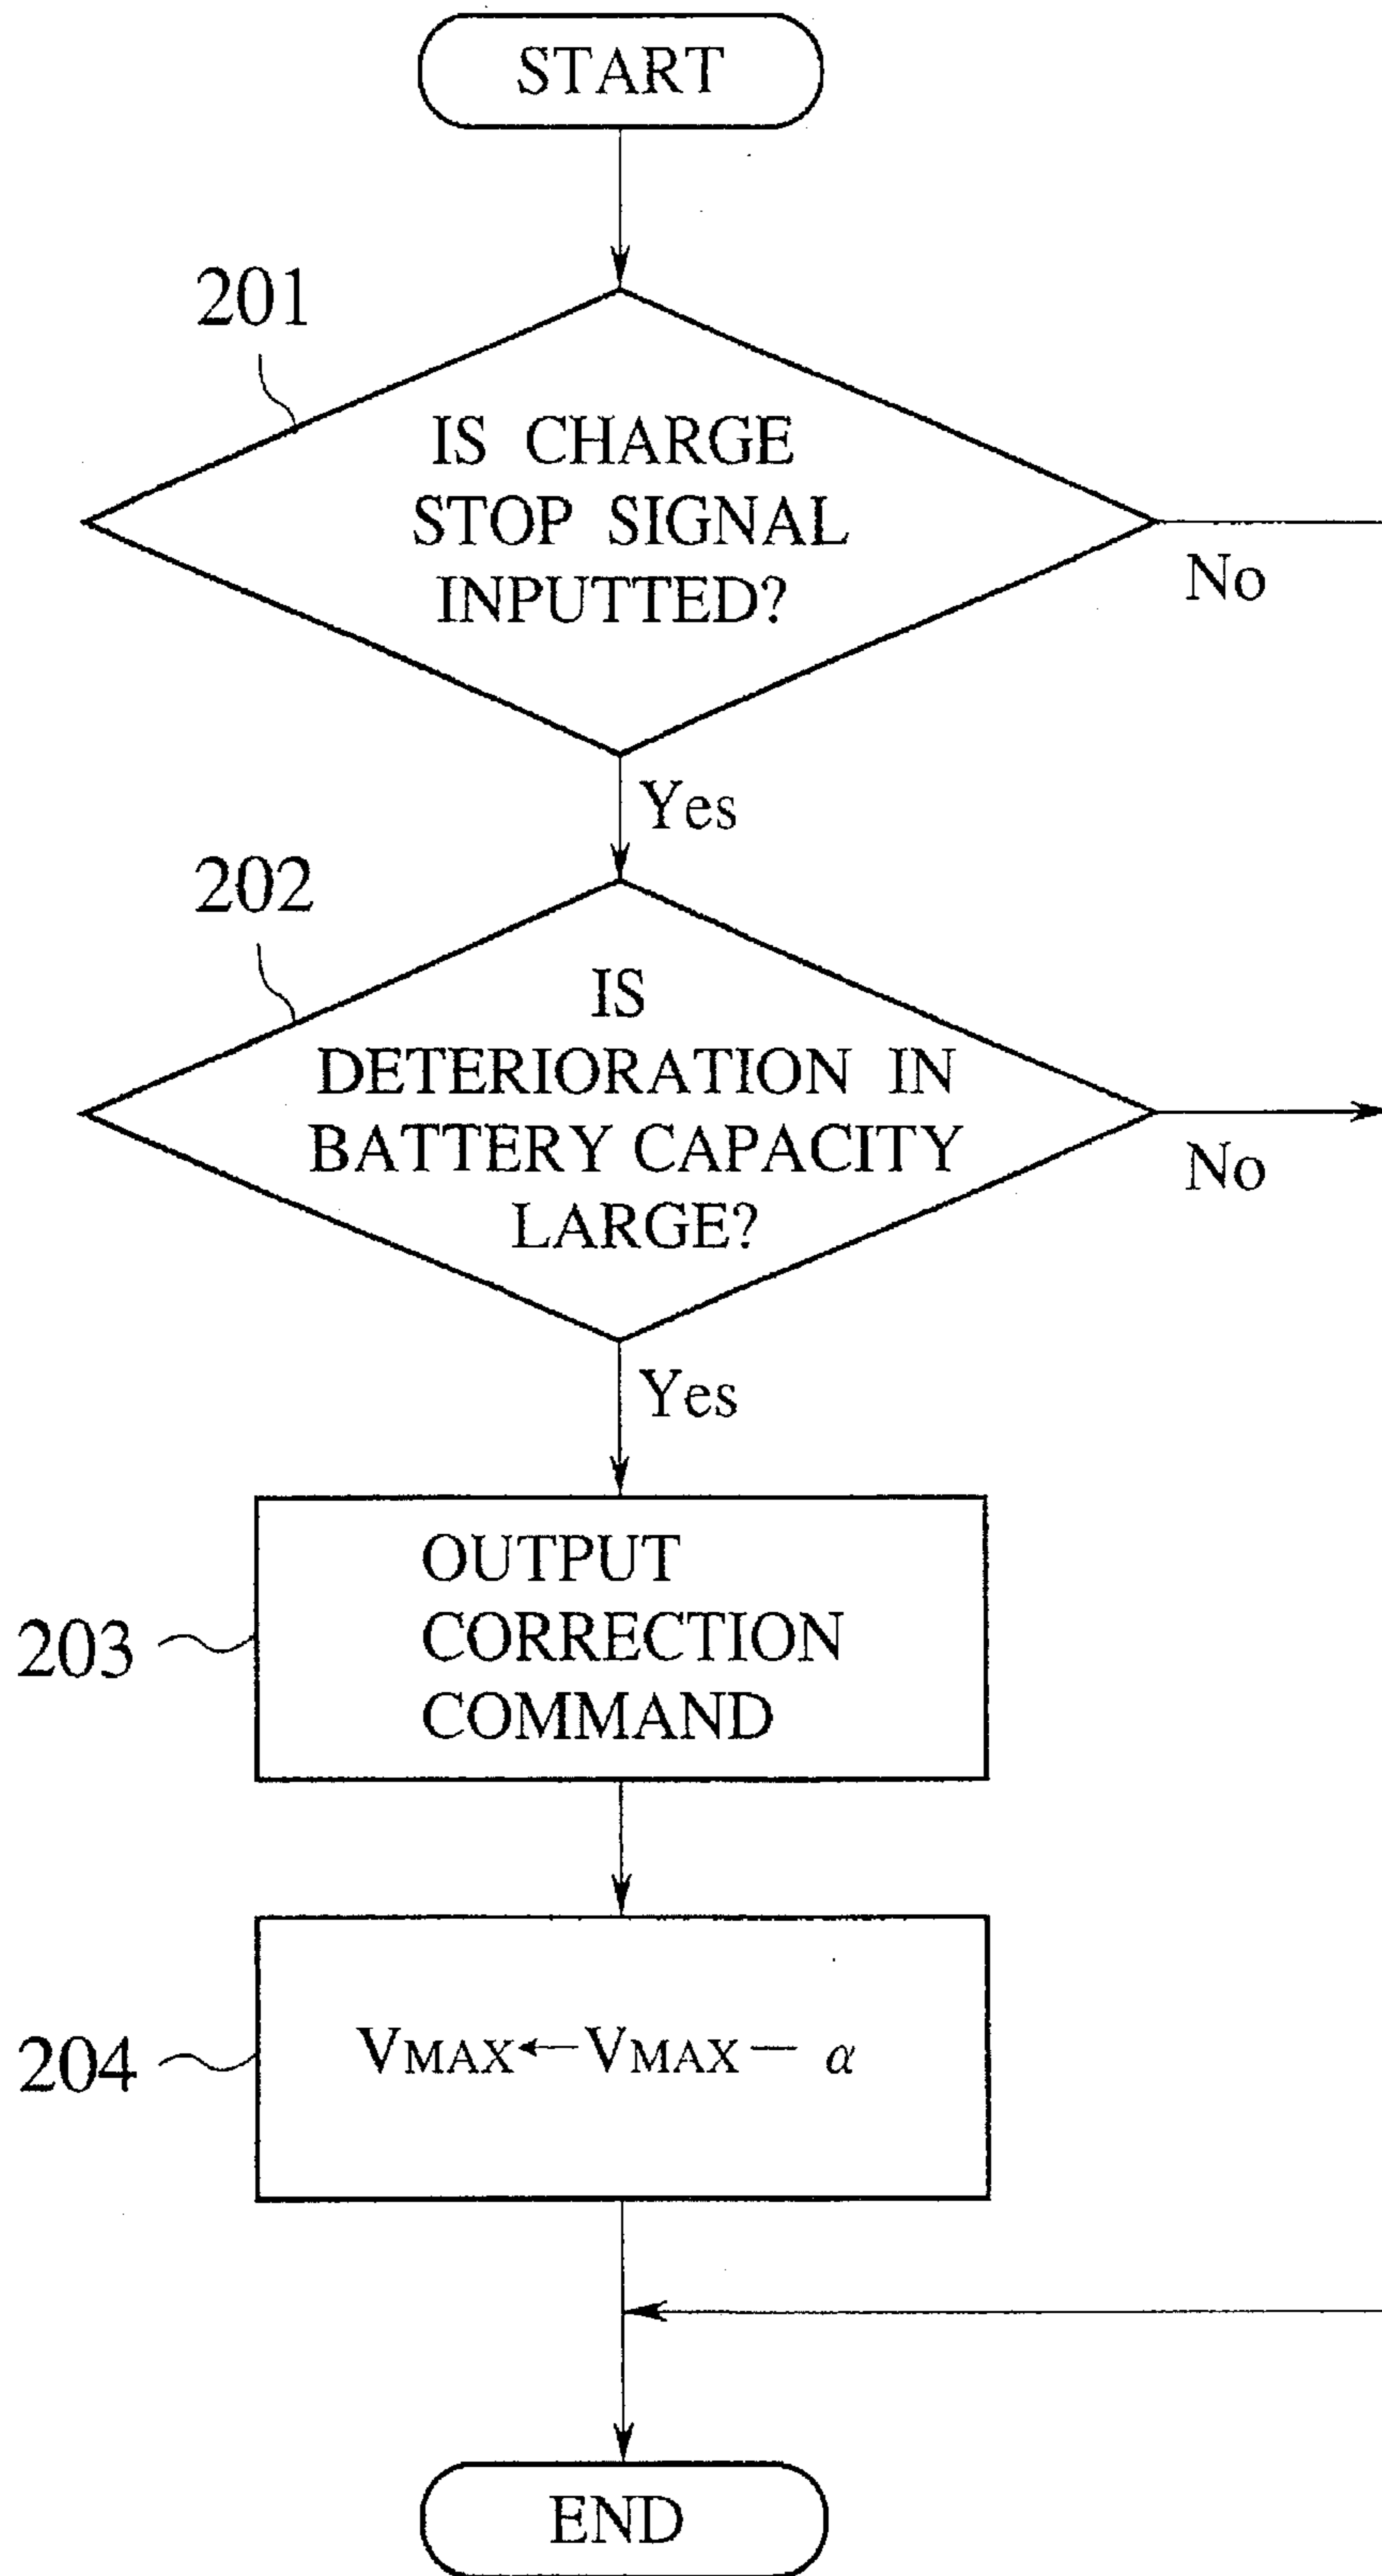 START
201
IS CHARGE
STOP SIGNAL
INPUTTED?
No
Yes
202
IS
DETERIORATION IN
BATTERY CAPACITY
LARGE?
No
Yes
203
OUTPUT
CORRECTION
COMMAND
204
VMAX←VMAX− α
END